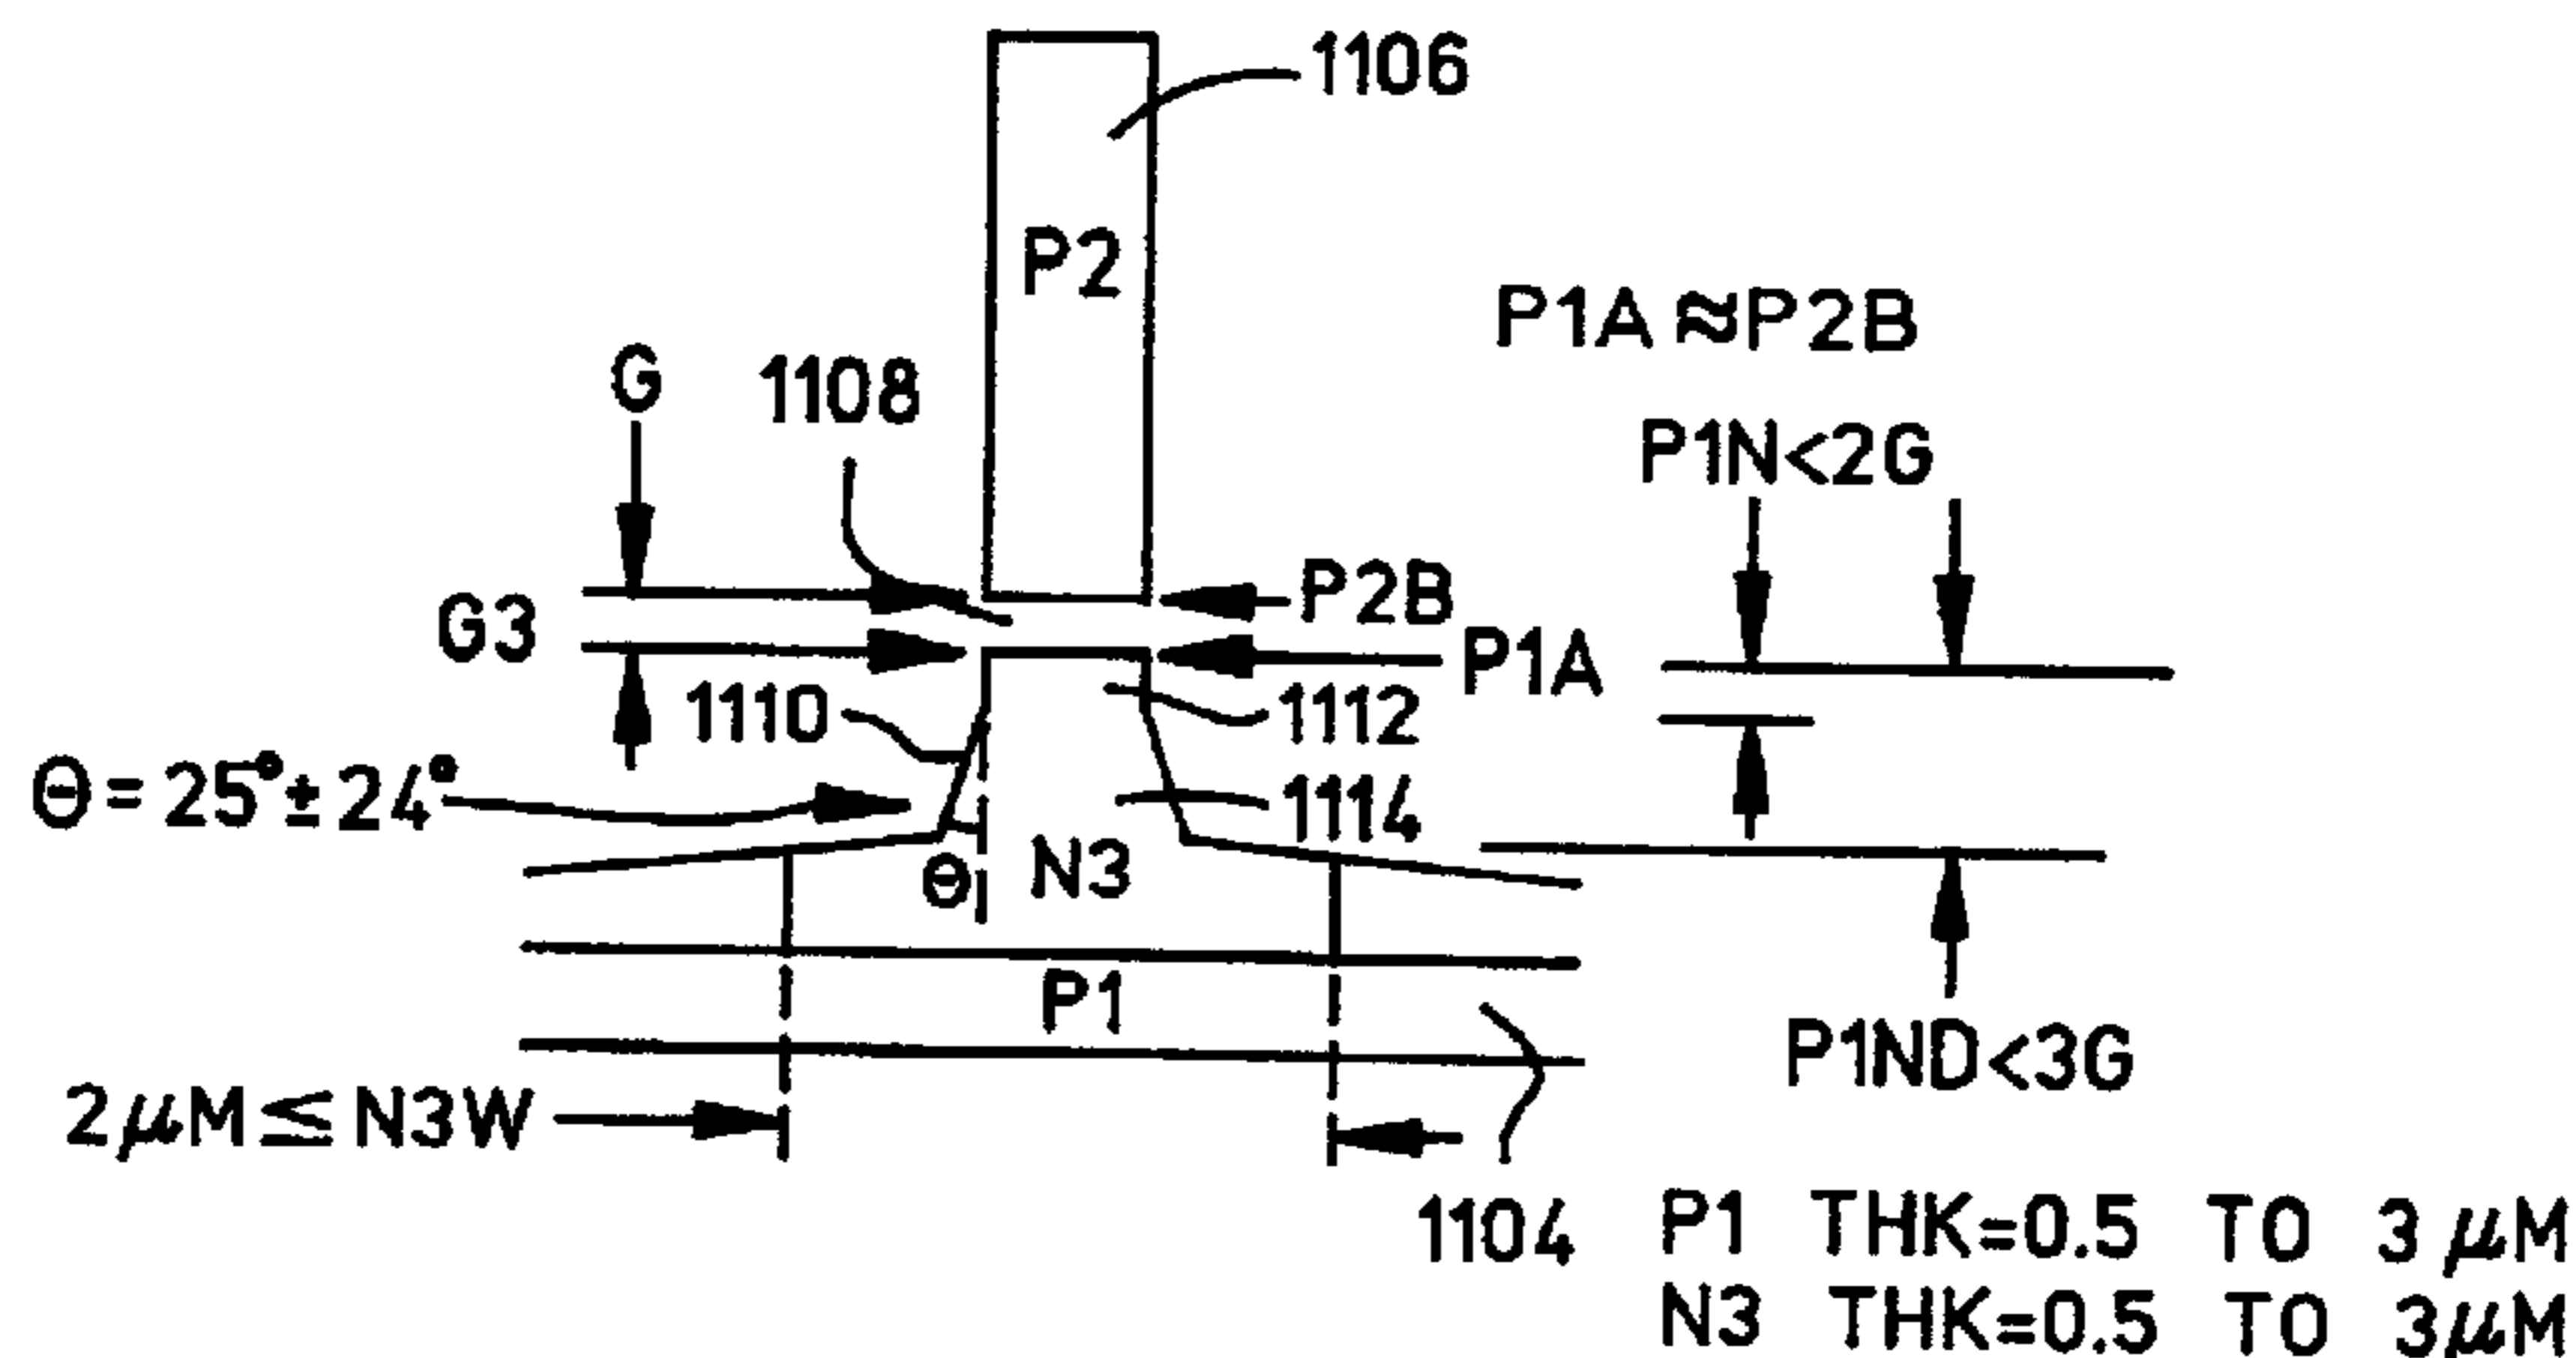 1106
P2
P1A≈P2B
G
1108
P1N<2G
G3
P2B
P1A
1110
1112
Θ=25°±24°
1114
Θ
N3
P1
P1ND<3G
2μM≦N3W
1104
P1 THK=0.5 TO 3μM
N3 THK=0.5 TO 3μM